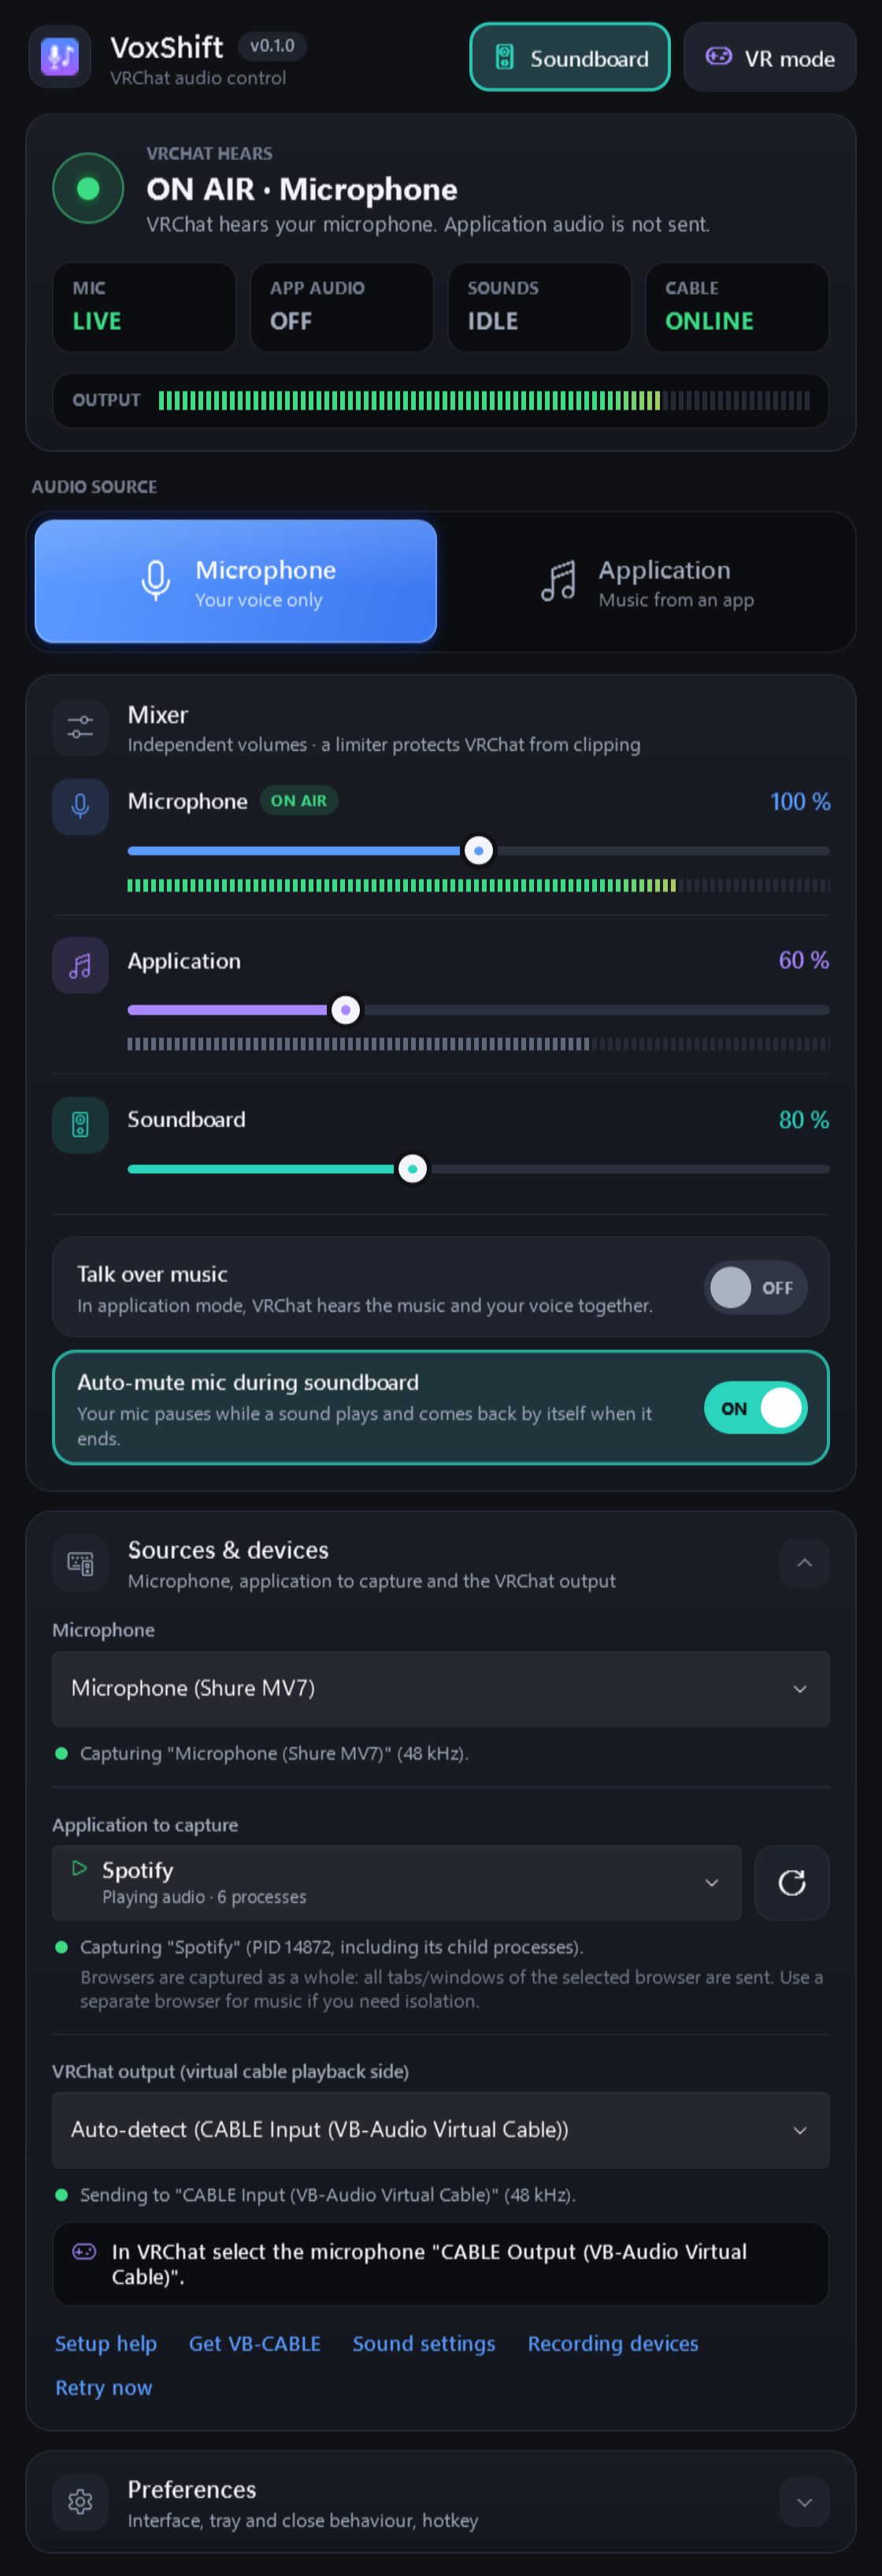 VoxShift v0.1.0
VRChat audio control
Soundboard
VR mode
VRCHAT HEARS
ON AIR · Microphone
VRChat hears your microphone. Application audio is not sent.
MIC
LIVE
APP AUDIO
OFF
SOUNDS
IDLE
CABLE
ONLINE
OUTPUT
AUDIO SOURCE
Microphone
Your voice only
Application
Music from an app
Mixer
Independent volumes · a limiter protects VRChat from clipping
Microphone ON AIR 100 %
Application 60 %
Soundboard 80 %
Talk over music
In application mode, VRChat hears the music and your voice together.
OFF
Auto-mute mic during soundboard
Your mic pauses while a sound plays and comes back by itself when it
ends.
ON
Sources & devices
Microphone, application to capture and the VRChat output
Microphone
Microphone (Shure MV7)
Capturing "Microphone (Shure MV7)" (48 kHz).
Application to capture
Spotify
Playing audio · 6 processes
Capturing "Spotify" (PID 14872, including its child processes).
Browsers are captured as a whole: all tabs/windows of the selected browser are sent. Use a
separate browser for music if you need isolation.
VRChat output (virtual cable playback side)
Auto-detect (CABLE Input (VB-Audio Virtual Cable))
Sending to "CABLE Input (VB-Audio Virtual Cable)" (48 kHz).
In VRChat select the microphone "CABLE Output (VB-Audio Virtual
Cable)".
Setup help Get VB-CABLE Sound settings Recording devices
Retry now
Preferences
Interface, tray and close behaviour, hotkey